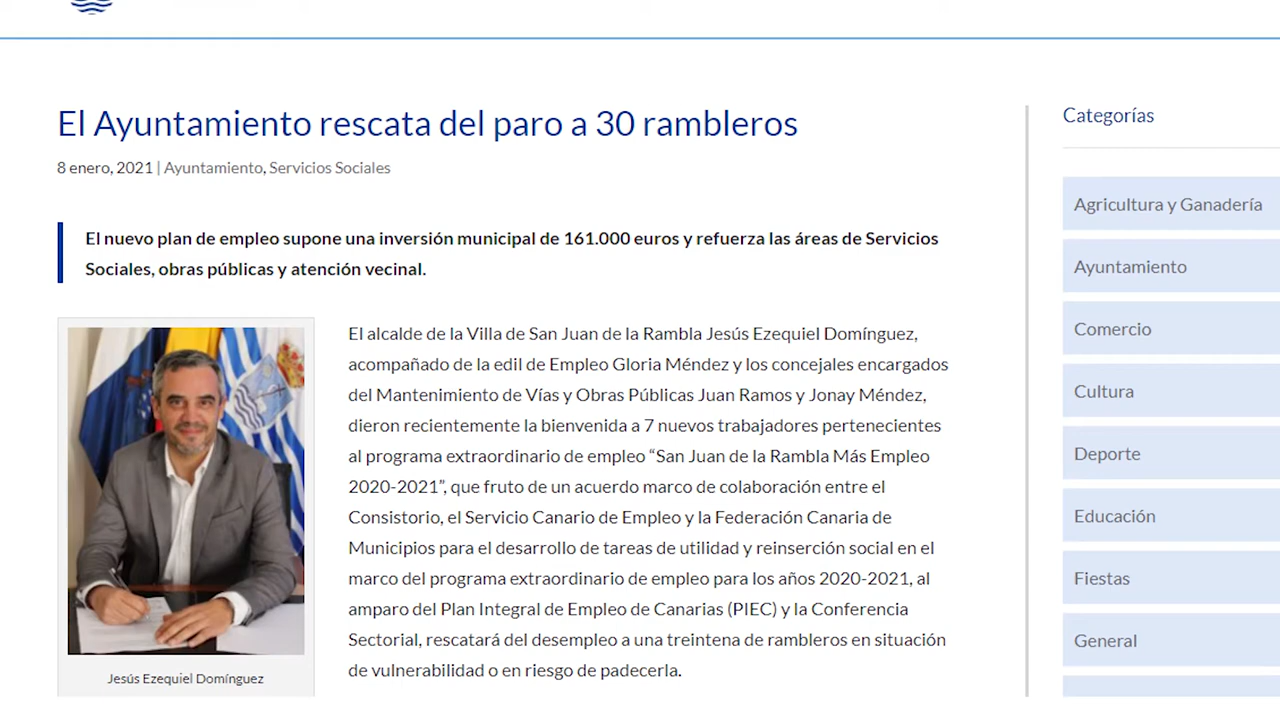 El Ayuntamiento rescata del paro a 30 rambleros
8 enero, 2021 | Ayuntamiento, Servicios Sociales
El nuevo plan de empleo supone una inversión municipal de 161.000 euros y refuerza las áreas de Servicios
Sociales, obras públicas y atención vecinal.
El alcalde de la Villa de San Juan de la Rambla Jesús Ezequiel Domínguez,
acompañado de la edil de Empleo Gloria Méndez y los concejales encargados
del Mantenimiento de Vías y Obras Públicas Juan Ramos y Jonay Méndez,
dieron recientemente la bienvenida a 7 nuevos trabajadores pertenecientes
al programa extraordinario de empleo “San Juan de la Rambla Más Empleo
2020-2021”, que fruto de un acuerdo marco de colaboración entre el
Consistorio, el Servicio Canario de Empleo y la Federación Canaria de
Municipios para el desarrollo de tareas de utilidad y reinserción social en el
marco del programa extraordinario de empleo para los años 2020-2021, al
amparo del Plan Integral de Empleo de Canarias (PIEC) y la Conferencia
Sectorial, rescatará del desempleo a una treintena de rambleros en situación
de vulnerabilidad o en riesgo de padecerla.
Jesús Ezequiel Domínguez
Categorías
Agricultura y Ganadería
Ayuntamiento
Comercio
Cultura
Deporte
Educación
Fiestas
General